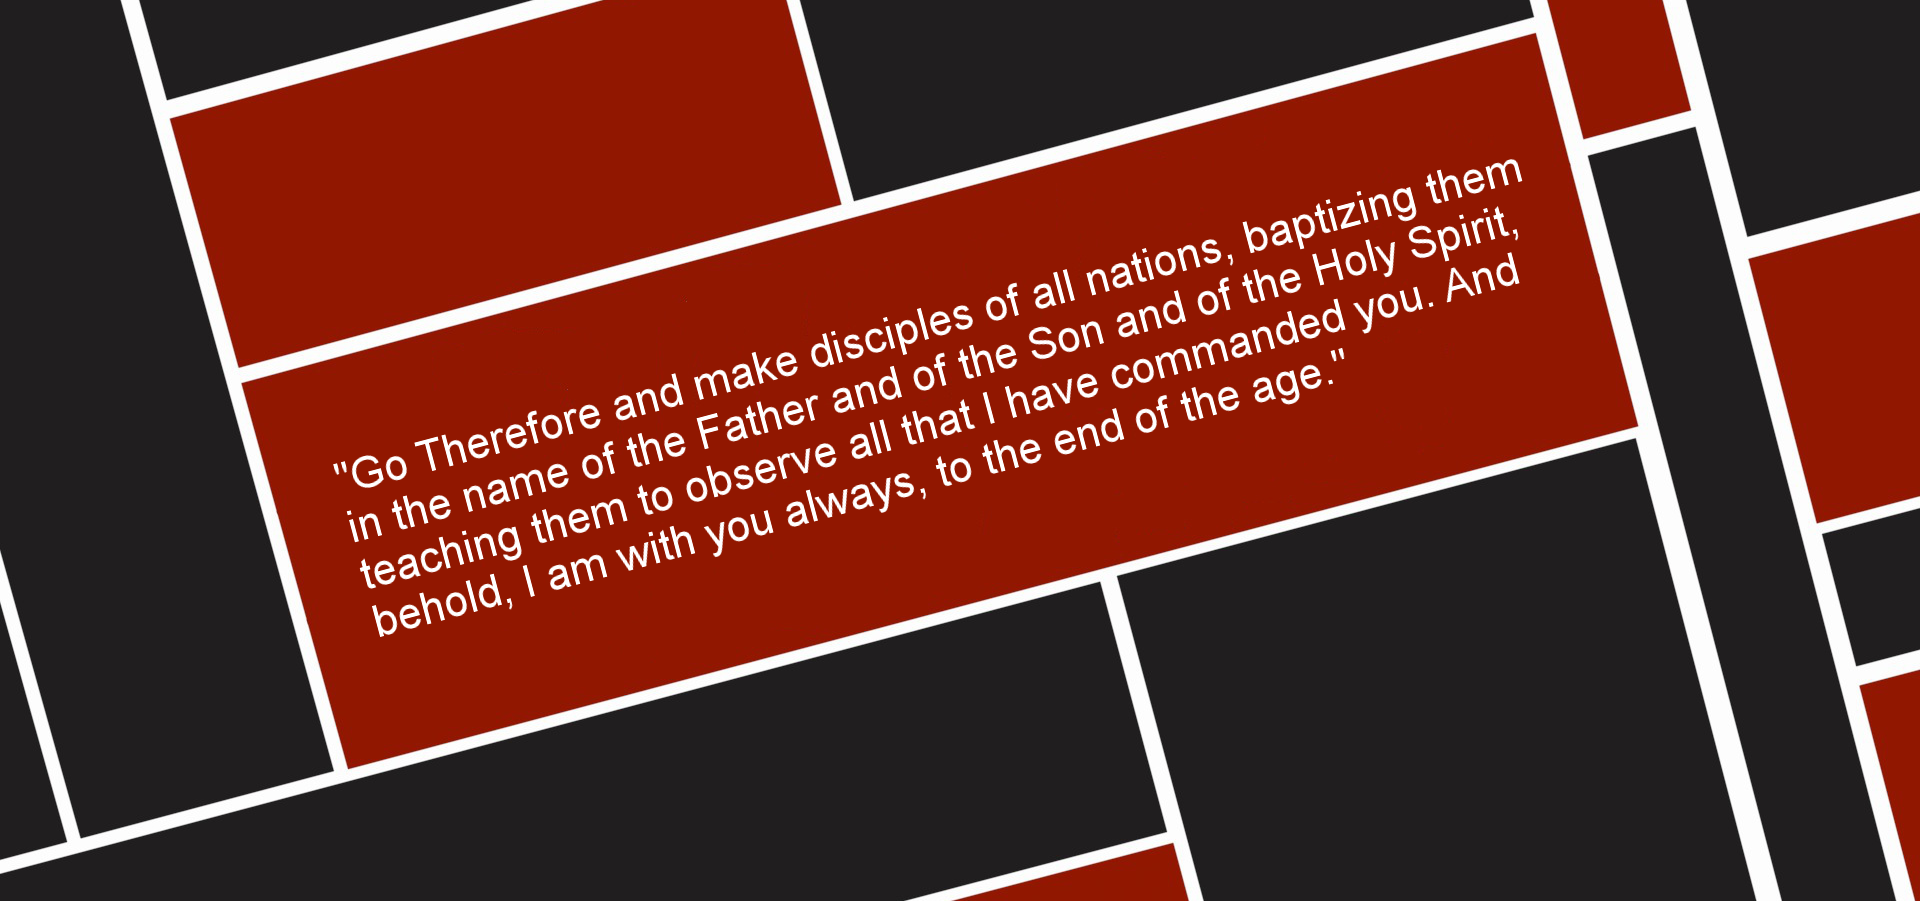 "Go Therefore and make disciples of all nations, baptizing them
in the name of the Father and of the Son and of the Holy Spirit,
teaching them to observe all that I have commanded you. And
behold, I am with you always, to the end of the age."